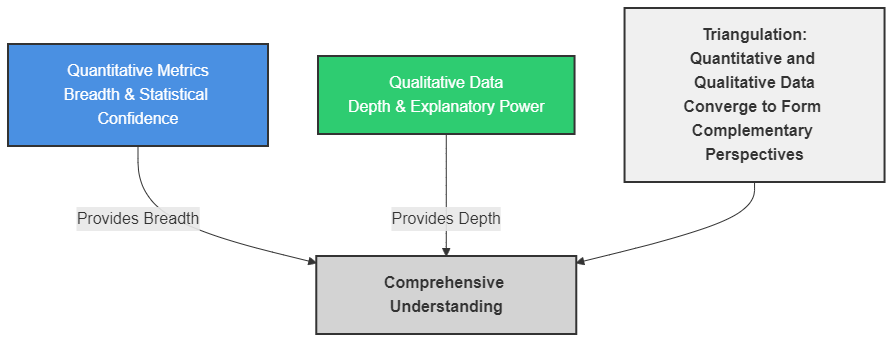 Quantitative Metrics
Breadth & Statistical
Confidence
Qualitative Data
Depth & Explanatory Power
Triangulation:
Quantitative and
Qualitative Data
Converge to Form
Complementary
Perspectives
Provides Breadth
Provides Depth
Comprehensive
Understanding